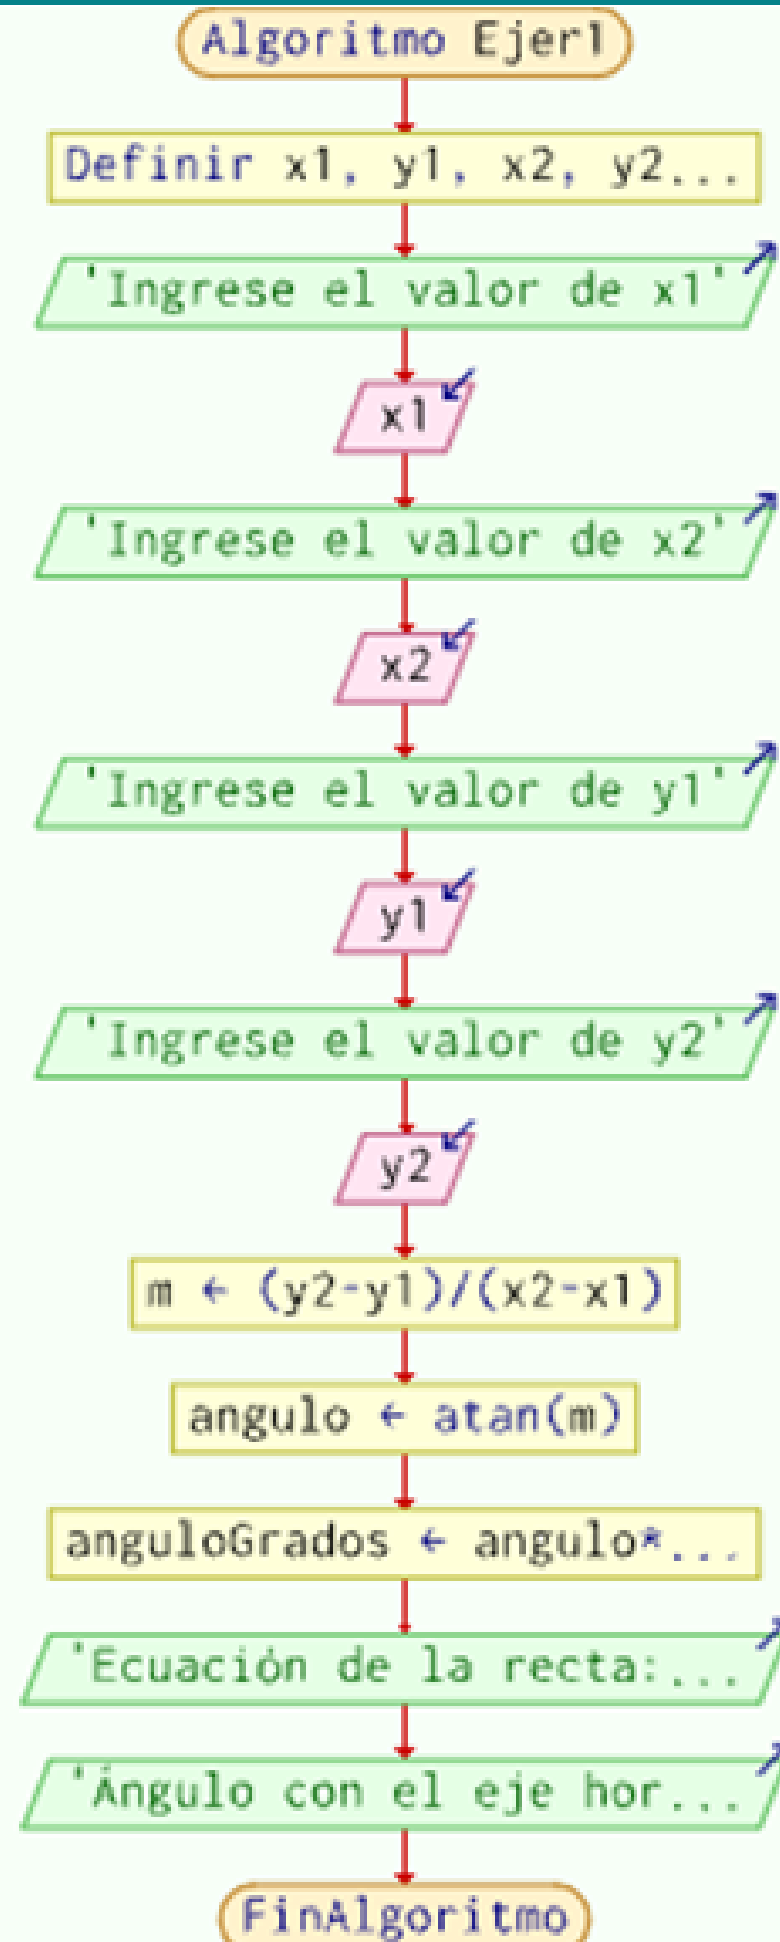 Algoritmo Ejer1
Definir x1, y1, x2, y2...
'Ingrese el valor de x1'
x1
'Ingrese el valor de x2'
x2
'Ingrese el valor de y1'
y1
'Ingrese el valor de y2'
y2
m ← (y2-y1)/(x2-x1)
angulo ← atan(m)
anguloGrados ← angulo*...
'Ecuación de la recta:...
'Ángulo con el eje hor...
FinAlgoritmo